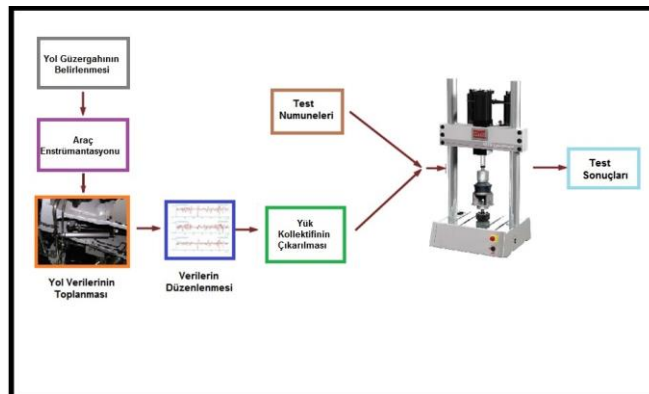 Yol Güzergahının
Belirlenmesi
Araç
Enstrümantasyonu
Yol Verilerinin
Toplanması
Verilerin
Düzenlenmesi
Yük
Kollektifinin
Çıkarılması
Test
Numuneleri
Test
Sonuçları